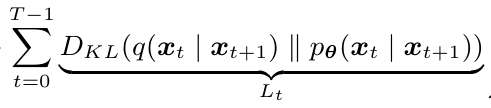 $$\sum_{t=0}^{T-1} \underbrace{D_{KL}(q(\boldsymbol{x}_t \mid \boldsymbol{x}_{t+1}) \parallel p_{\boldsymbol{\theta}}(\boldsymbol{x}_t \mid \boldsymbol{x}_{t+1}))}_{L_t}.$$